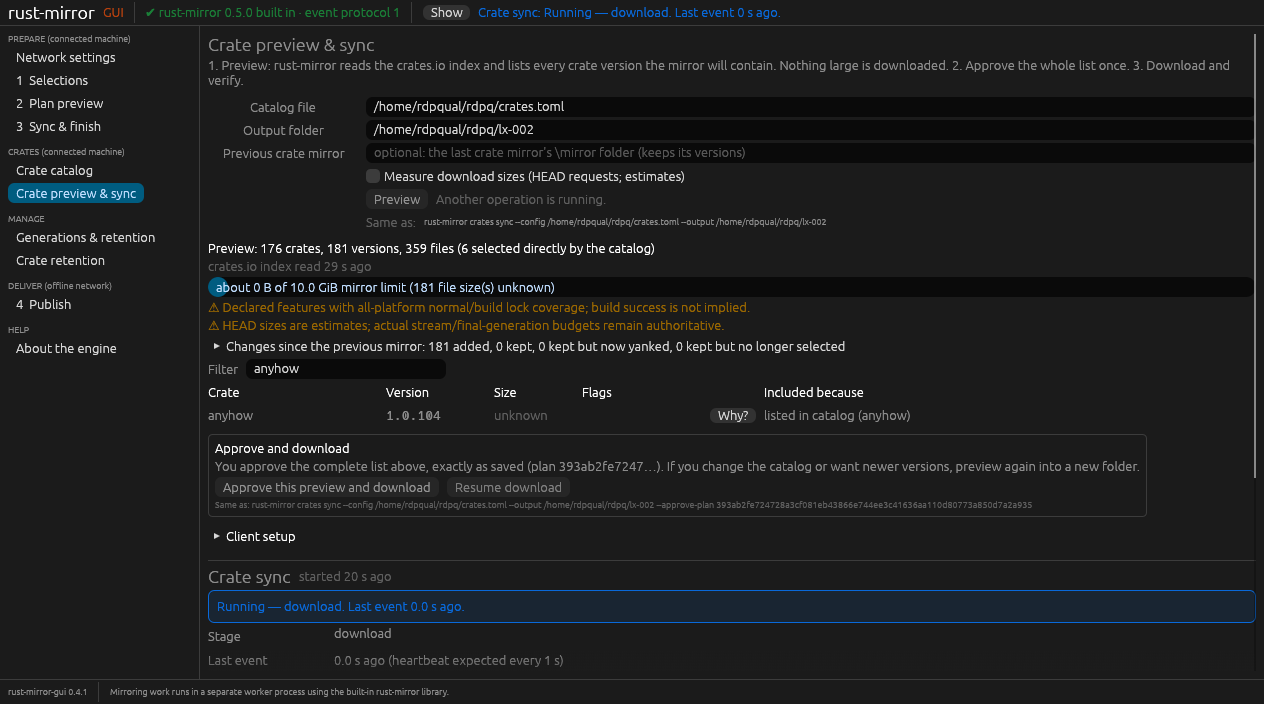 rust-mirror GUI ✔ rust-mirror 0.5.0 built in · event protocol 1 Show Crate sync: Running — download. Last event 0 s ago.
PREPARE (connected machine)
Network settings
1 Selections
2 Plan preview
3 Sync & finish
CRATES (connected machine)
Crate catalog
Crate preview & sync
MANAGE
Generations & retention
Crate retention
DELIVER (offline network)
4 Publish
HELP
About the engine
Crate preview & sync
1. Preview: rust-mirror reads the crates.io index and lists every crate version the mirror will contain. Nothing large is downloaded. 2. Approve the whole list once. 3. Download and
verify.
Catalog file /home/rdpqual/rdpq/crates.toml
Output folder /home/rdpqual/rdpq/lx-002
Previous crate mirror optional: the last crate mirror's \mirror folder (keeps its versions)
Measure download sizes (HEAD requests; estimates)
Preview Another operation is running.
Same as: rust-mirror crates sync --config /home/rdpqual/rdpq/crates.toml --output /home/rdpqual/rdpq/lx-002
Preview: 176 crates, 181 versions, 359 files (6 selected directly by the catalog)
crates.io index read 29 s ago
about 0 B of 10.0 GiB mirror limit (181 file size(s) unknown)
⚠ Declared features with all-platform normal/build lock coverage; build success is not implied.
⚠ HEAD sizes are estimates; actual stream/final-generation budgets remain authoritative.
▸ Changes since the previous mirror: 181 added, 0 kept, 0 kept but now yanked, 0 kept but no longer selected
Filter anyhow
Crate Version Size Flags Included because
anyhow 1.0.104 unknown Why? listed in catalog (anyhow)
Approve and download
You approve the complete list above, exactly as saved (plan 393ab2fe7247…). If you change the catalog or want newer versions, preview again into a new folder.
Approve this preview and download Resume download
Same as: rust-mirror crates sync --config /home/rdpqual/rdpq/crates.toml --output /home/rdpqual/rdpq/lx-002 --approve-plan 393ab2fe724728a3cf081eb43866e744ee3c41636aa110d80773a850d7a2a935
▸ Client setup
Crate sync started 20 s ago
Running — download. Last event 0.0 s ago.
Stage download
Last event 0.0 s ago (heartbeat expected every 1 s)
rust-mirror-gui 0.4.1 Mirroring work runs in a separate worker process using the built-in rust-mirror library.